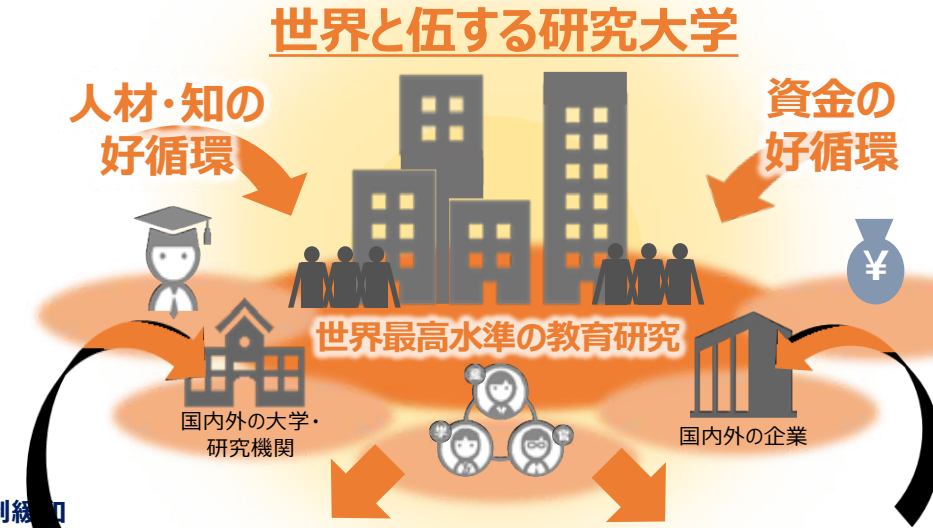 世界と伍する研究大学
人材・知の
好循環
資金の
好循環
¥
世界最高水準の教育研究
国内外の大学・
研究機関
国内外の企業